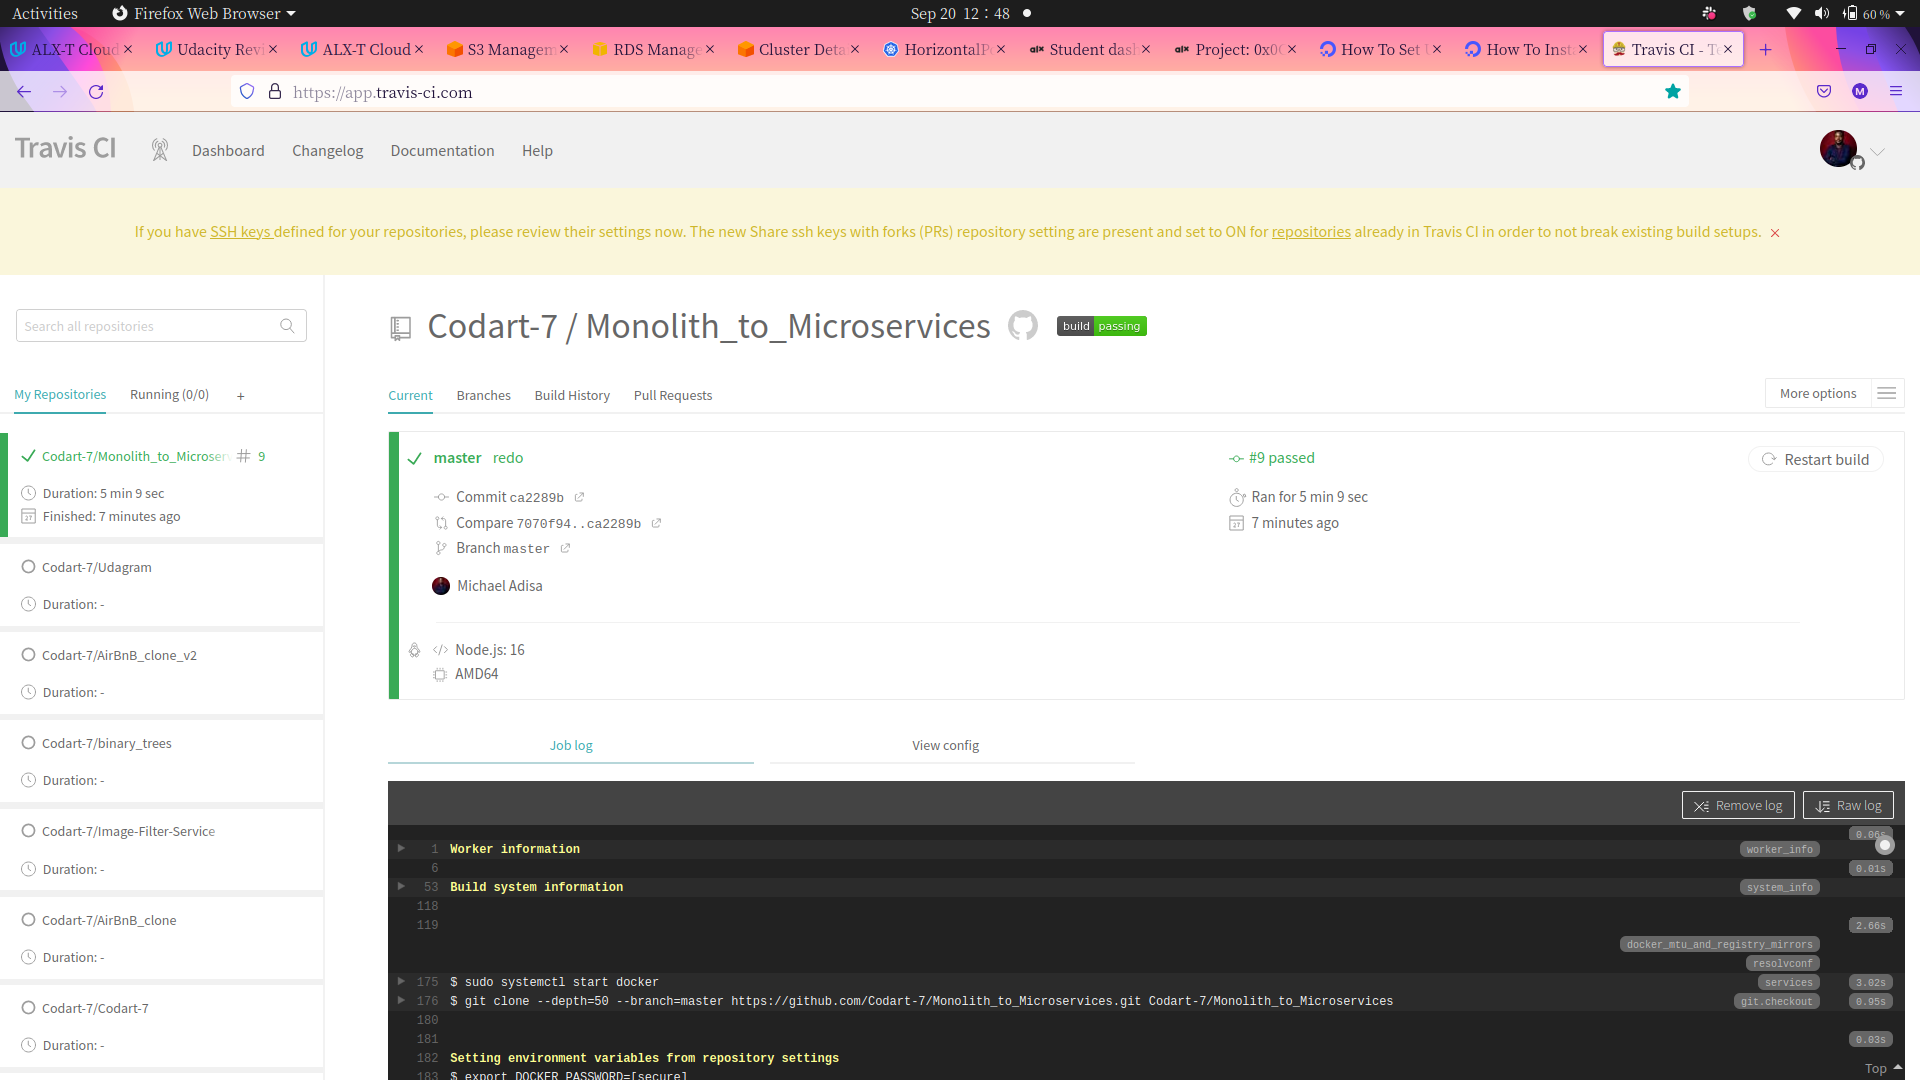 Activities Firefox Web Browser Sep 20 12 : 48 60 %
ALX-T Cloud Udacity Revi ALX-T Cloud S3 Managem RDS Manage Cluster Deta HorizontalPo Student das Project: 0x0 How To Set How To Inst Travis CI - Te
https://app.travis-ci.com M
Travis CI Dashboard Changelog Documentation Help
If you have SSH keys defined for your repositories, please review their settings now. The new Share ssh keys with forks (PRs) repository setting are present and set to ON for repositories already in Travis CI in order to not break existing build setups.
Search all repositories
My Repositories Running (0/0) +
Codart-7/Monolith_to_Microserv # 9
Duration: 5 min 9 sec
Finished: 7 minutes ago
Codart-7/Udagram
Duration: -
Codart-7/AirBnB_clone_v2
Duration: -
Codart-7/binary_trees
Duration: -
Codart-7/Image-Filter-Service
Duration: -
Codart-7/AirBnB_clone
Duration: -
Codart-7/Codart-7
Duration: -
Codart-7 / Monolith_to_Microservices build passing
Current Branches Build History Pull Requests More options
master redo #9 passed Restart build
Commit ca2289b Ran for 5 min 9 sec
Compare 7070f94..ca2289b 7 minutes ago
Branch master
Michael Adisa
</> Node.js: 16
AMD64
Job log View config
Remove log Raw log
0.06s
1 Worker information worker_info
6 0.01s
53 Build system information system_info
118
119 2.66s
docker_mtu_and_registry_mirrors
resolvconf
175 $ sudo systemctl start docker services 3.02s
176 $ git clone --depth=50 --branch=master https://github.com/Codart-7/Monolith_to_Microservices.git Codart-7/Monolith_to_Microservices git.checkout 0.95s
180
181 0.03s
182 Setting environment variables from repository settings
183 $ export DOCKER_PASSWORD=[secure]
Top